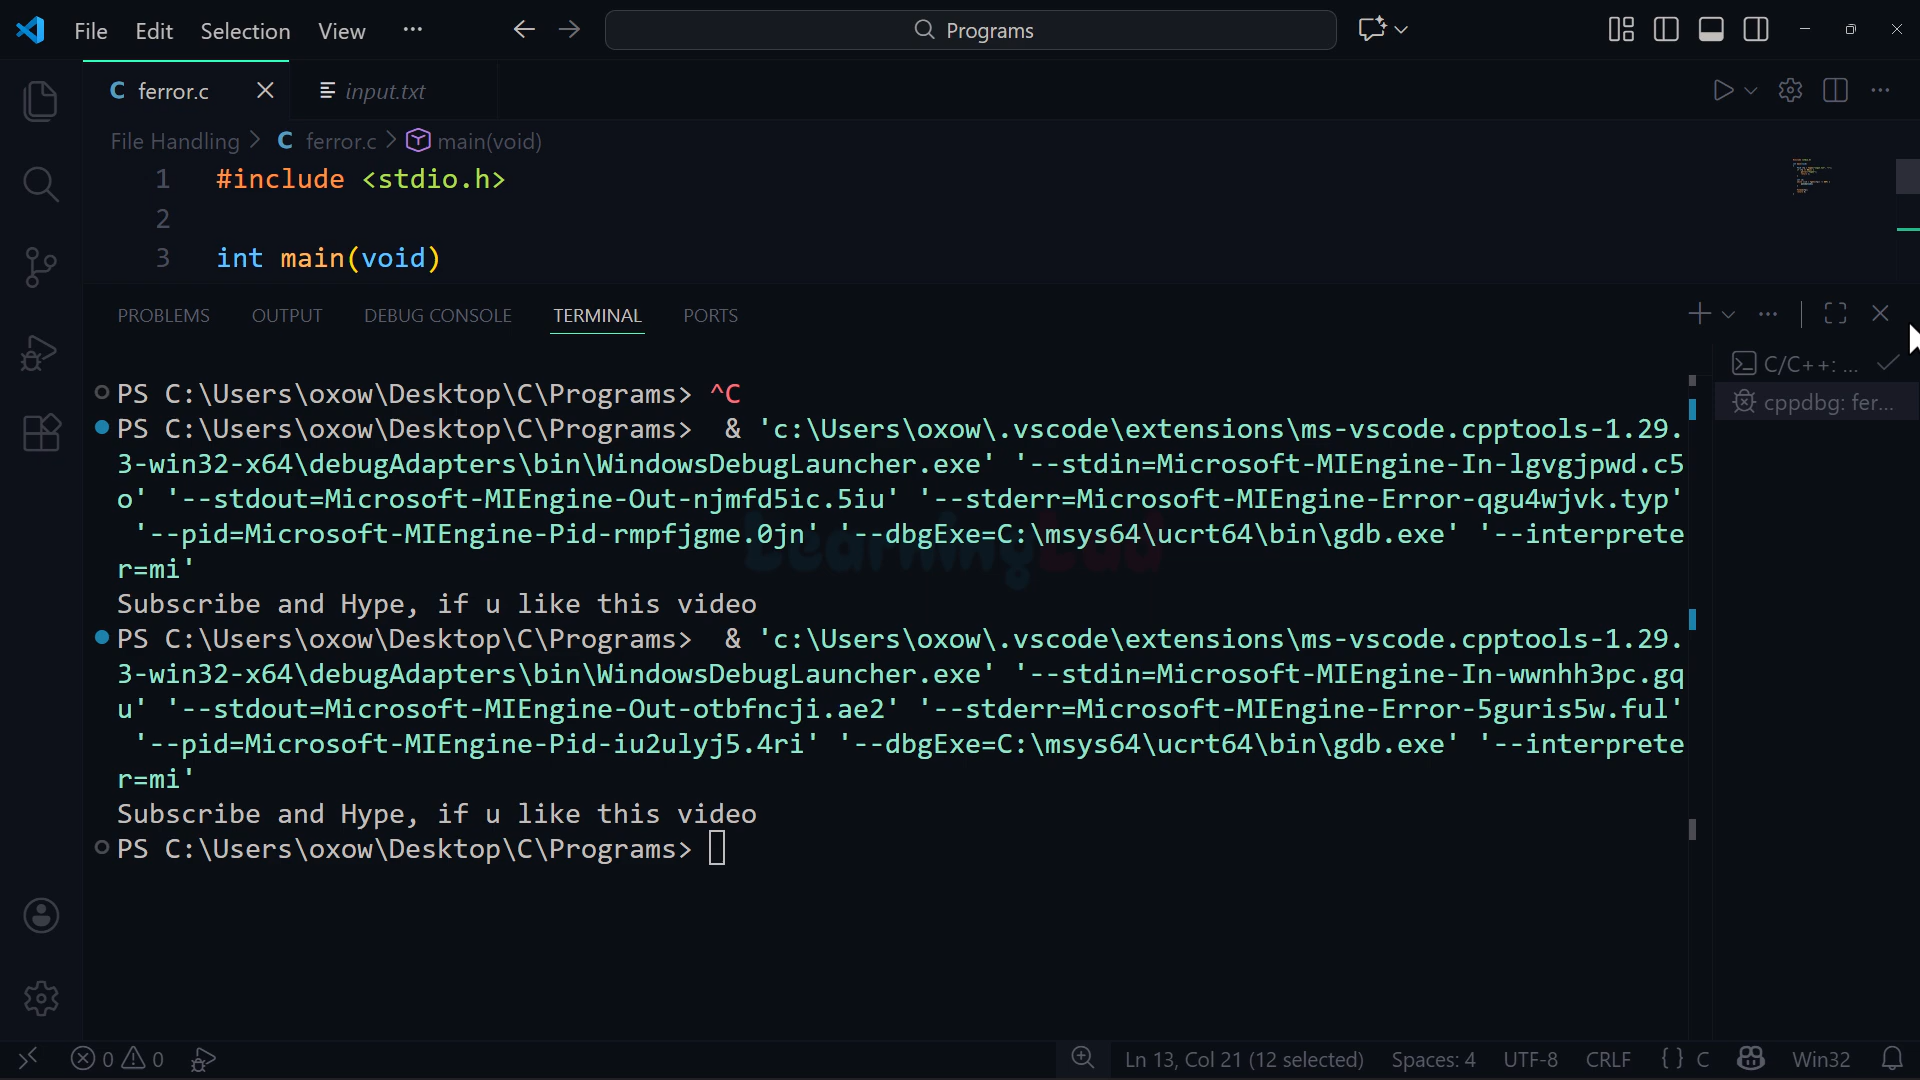 File Edit Selection View ··· Programs
ferror.c input.txt
File Handling > C ferror.c > main(void)
1 #include <stdio.h>
2
3 int main(void)
PROBLEMS OUTPUT DEBUG CONSOLE TERMINAL PORTS
C/C++: ...
cppdbg: fer...
PS C:\Users\oxow\Desktop\C\Programs> ^C
PS C:\Users\oxow\Desktop\C\Programs>  & 'c:\Users\oxow\.vscode\extensions\ms-vscode.cpptools-1.29.
3-win32-x64\debugAdapters\bin\WindowsDebugLauncher.exe' '--stdin=Microsoft-MIEngine-In-lgvgjpwd.c5
o' '--stdout=Microsoft-MIEngine-Out-njmfd5ic.5iu' '--stderr=Microsoft-MIEngine-Error-qgu4wjvk.typ'
'--pid=Microsoft-MIEngine-Pid-rmpfjgme.0jn' '--dbgExe=C:\msys64\ucrt64\bin\gdb.exe' '--interprete
r=mi'
Subscribe and Hype, if u like this video
PS C:\Users\oxow\Desktop\C\Programs>  & 'c:\Users\oxow\.vscode\extensions\ms-vscode.cpptools-1.29.
3-win32-x64\debugAdapters\bin\WindowsDebugLauncher.exe' '--stdin=Microsoft-MIEngine-In-wwnhh3pc.gq
u' '--stdout=Microsoft-MIEngine-Out-otbfncji.ae2' '--stderr=Microsoft-MIEngine-Error-5guris5w.ful'
'--pid=Microsoft-MIEngine-Pid-iu2ulyj5.4ri' '--dbgExe=C:\msys64\ucrt64\bin\gdb.exe' '--interprete
r=mi'
Subscribe and Hype, if u like this video
PS C:\Users\oxow\Desktop\C\Programs>
0 0 Ln 13, Col 21 (12 selected) Spaces: 4 UTF-8 CRLF {} C Win32